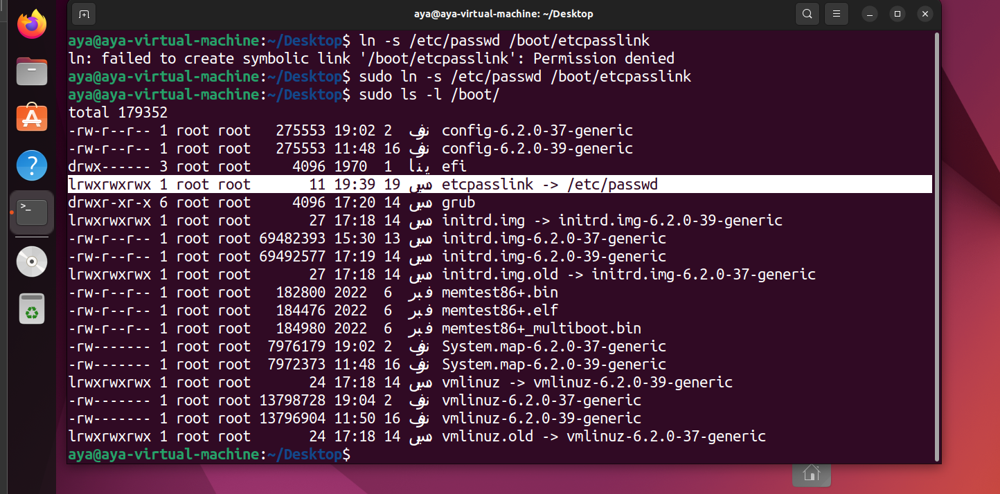 aya@aya-virtual-machine: ~/Desktop
aya@aya-virtual-machine:~/Desktop$ ln -s /etc/passwd /boot/etcpasslink
ln: failed to create symbolic link '/boot/etcpasslink': Permission denied
aya@aya-virtual-machine:~/Desktop$ sudo ln -s /etc/passwd /boot/etcpasslink
aya@aya-virtual-machine:~/Desktop$ sudo ls -l /boot/
total 179352
-rw-r--r-- 1 root root   275553 19:02 2  نوف config-6.2.0-37-generic
-rw-r--r-- 1 root root   275553 11:48 16 نوف config-6.2.0-39-generic
drwx------ 3 root root     4096 1970  1  ينا efi
lrwxrwxrwx 1 root root       11 19:39 19 ديس etcpasslink -> /etc/passwd
drwxr-xr-x 6 root root     4096 17:20 14 ديس grub
lrwxrwxrwx 1 root root       27 17:18 14 ديس initrd.img -> initrd.img-6.2.0-39-generic
-rw-r--r-- 1 root root 69482393 15:30 13 ديس initrd.img-6.2.0-37-generic
-rw-r--r-- 1 root root 69492577 17:19 14 ديس initrd.img-6.2.0-39-generic
lrwxrwxrwx 1 root root       27 17:18 14 ديس initrd.img.old -> initrd.img-6.2.0-37-generic
-rw-r--r-- 1 root root   182800 2022  6  فبر memtest86+.bin
-rw-r--r-- 1 root root   184476 2022  6  فبر memtest86+.elf
-rw-r--r-- 1 root root   184980 2022  6  فبر memtest86+_multiboot.bin
-rw------- 1 root root  7976179 19:02 2  نوف System.map-6.2.0-37-generic
-rw------- 1 root root  7972373 11:48 16 نوف System.map-6.2.0-39-generic
lrwxrwxrwx 1 root root       24 17:18 14 ديس vmlinuz -> vmlinuz-6.2.0-39-generic
-rw------- 1 root root 13798728 19:04 2  نوف vmlinuz-6.2.0-37-generic
-rw------- 1 root root 13796904 11:50 16 نوف vmlinuz-6.2.0-39-generic
lrwxrwxrwx 1 root root       24 17:18 14 ديس vmlinuz.old -> vmlinuz-6.2.0-37-generic
aya@aya-virtual-machine:~/Desktop$